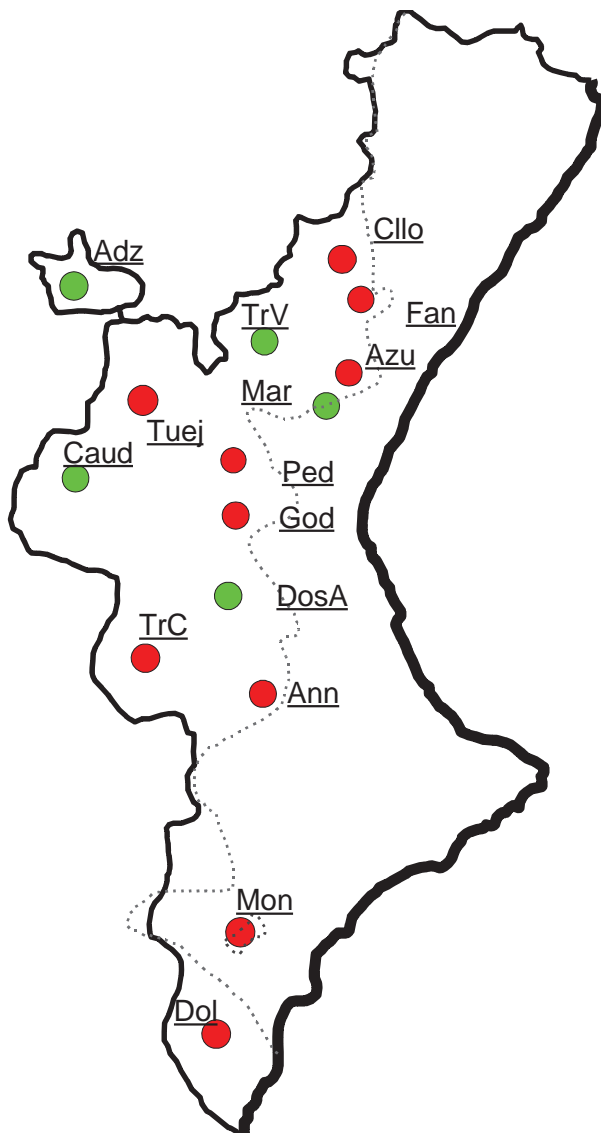 Cllo
Adz
TrV
Fan
Azu
Mar
Tuej
Caud
Ped
God
DosA
TrC
Ann
Mon
Dol